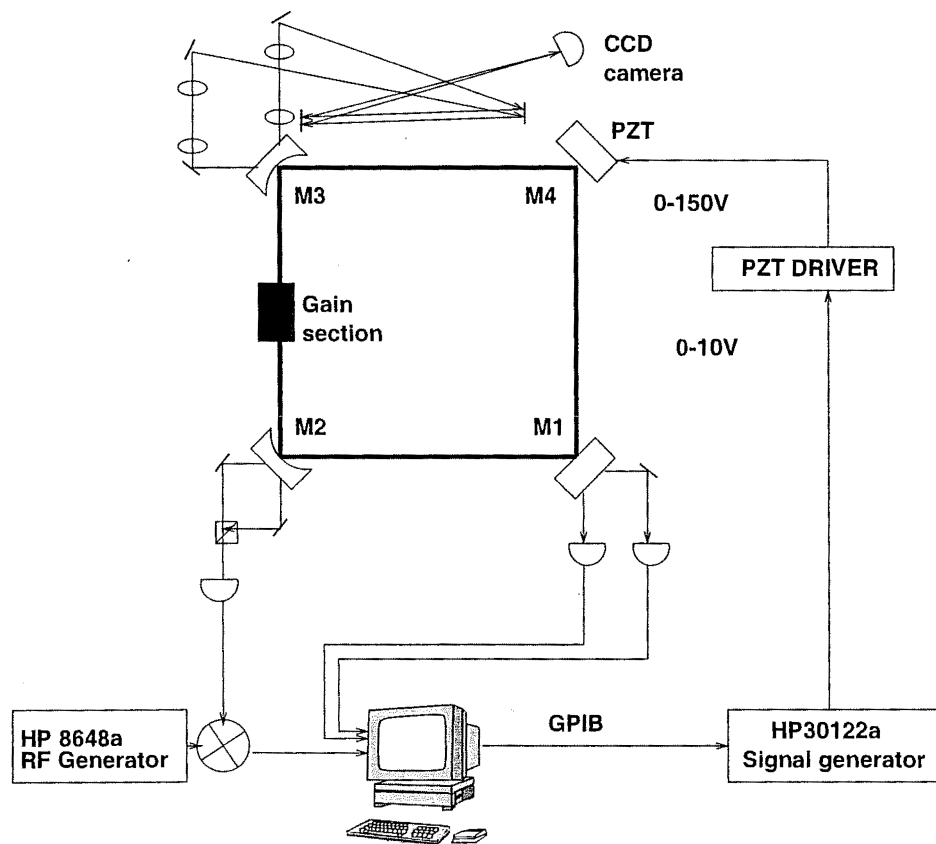 CCD
camera
PZT
M3
M4
0-150V
PZT DRIVER
Gain
section
0-10V
M2
M1
GPIB
HP 8648a
RF Generator
HP30122a
Signal generator